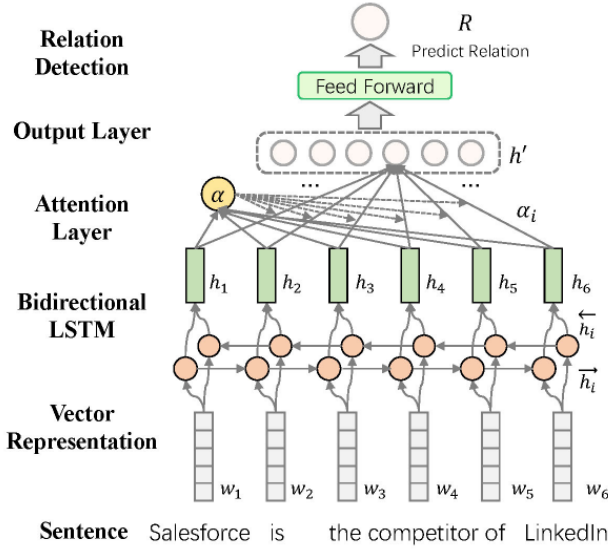 Relation
Detection
R
Predict Relation
Feed Forward
Output Layer
h′
... ...
Attention
Layer
α
αᵢ
Bidirectional
LSTM
h₁ h₂ h₃ h₄ h₅ h₆
←hᵢ
→hᵢ
Vector
Representation
w₁ w₂ w₃ w₄ w₅ w₆
Sentence Salesforce is the competitor of LinkedIn